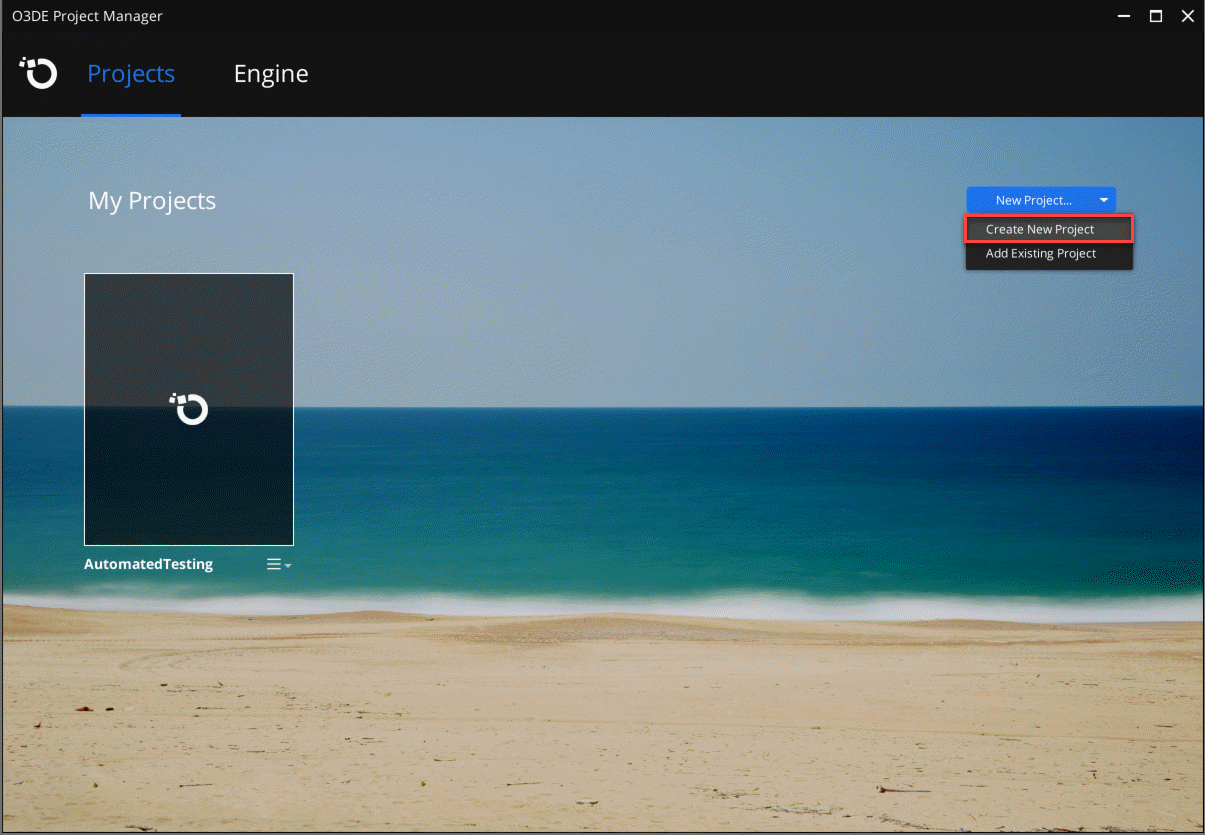 O3DE Project Manager
Projects
Engine
My Projects
New Project...
Create New Project
Add Existing Project
AutomatedTesting